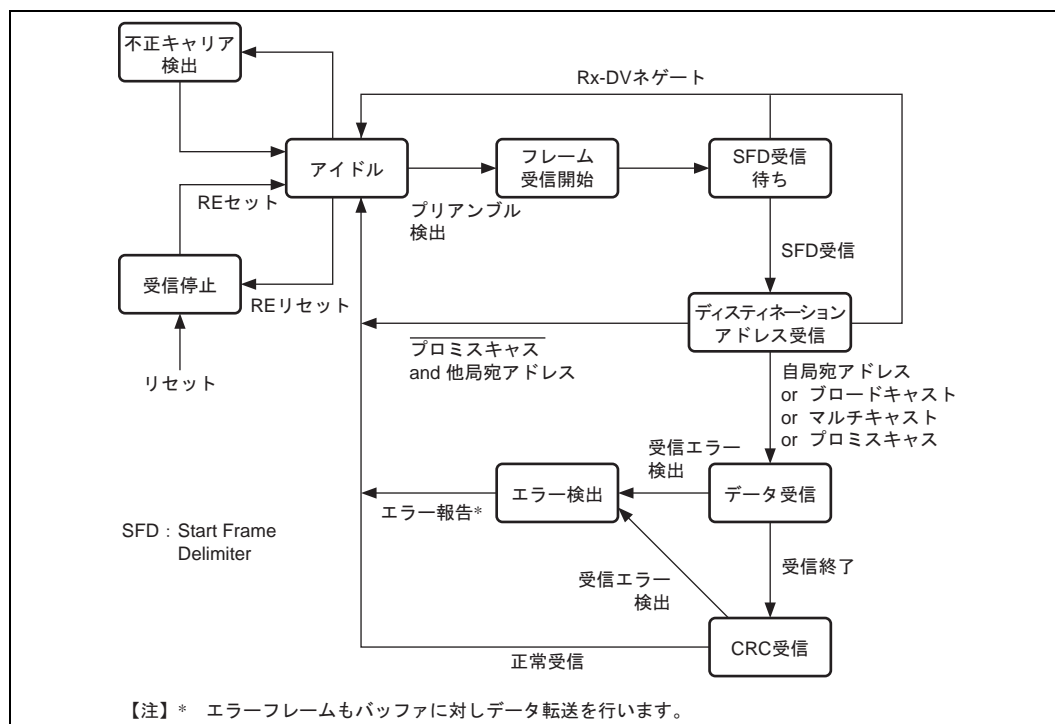 不正キャリア
検出
Rx-DVネゲート
アイドル
フレーム
受信開始
SFD受信
待ち
REセット
プリアンブル
検出
SFD受信
受信停止
REリセット
ディスティネーション
アドレス受信
リセット
プロミスキャス
and 他局宛アドレス
自局宛アドレス
or ブロードキャスト
or マルチキャスト
or プロミスキャス
受信エラー
検出
エラー検出
データ受信
エラー報告*
SFD : Start Frame
Delimiter
受信終了
受信エラー
検出
CRC受信
正常受信
【注】* エラーフレームもバッファに対しデータ転送を行います。